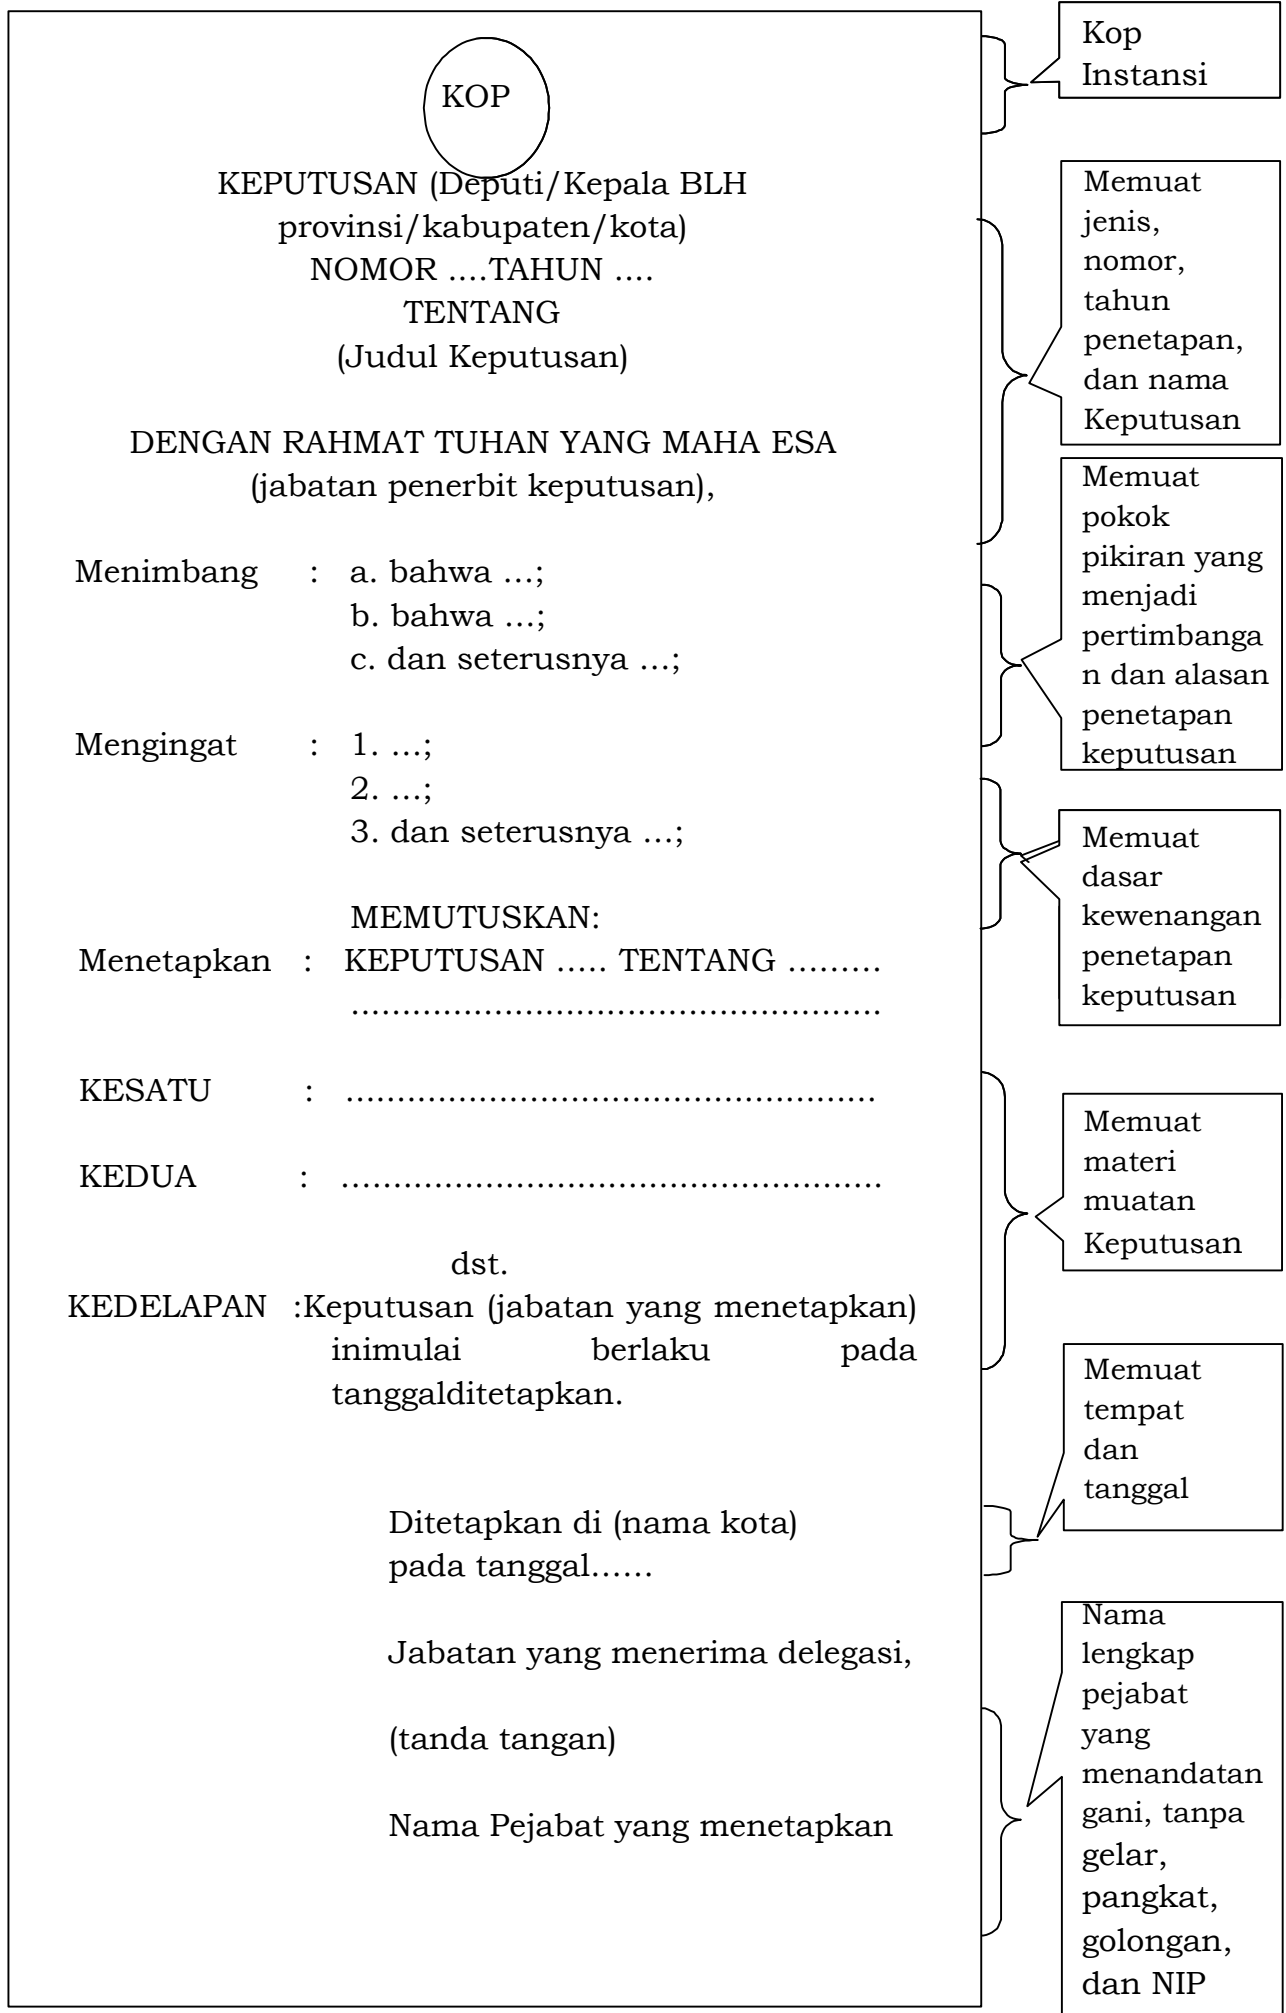 KOP
KEPUTUSAN (Deputi/Kepala BLH
provinsi/kabupaten/kota)
NOMOR ....TAHUN ....
TENTANG
(Judul Keputusan)
DENGAN RAHMAT TUHAN YANG MAHA ESA
(jabatan penerbit keputusan),
Menimbang : a. bahwa ...;
b. bahwa ...;
c. dan seterusnya ...;
Mengingat : 1. ...;
2. ...;
3. dan seterusnya ...;
MEMUTUSKAN:
Menetapkan : KEPUTUSAN ..... TENTANG .........
...................................................
KESATU : ...................................................
KEDUA : ....................................................
dst.
KEDELAPAN :Keputusan (jabatan yang menetapkan)
inimulai berlaku pada
tanggalditetapkan.
Ditetapkan di (nama kota)
pada tanggal......
Jabatan yang menerima delegasi,
(tanda tangan)
Nama Pejabat yang menetapkan
Kop
Instansi
Memuat
jenis,
nomor,
tahun
penetapan,
dan nama
Keputusan
Memuat
pokok
pikiran yang
menjadi
pertimbanga
n dan alasan
penetapan
keputusan
Memuat
dasar
kewenangan
penetapan
keputusan
Memuat
materi
muatan
Keputusan
Memuat
tempat
dan
tanggal
Nama
lengkap
pejabat
yang
menandatan
gani, tanpa
gelar,
pangkat,
golongan,
dan NIP